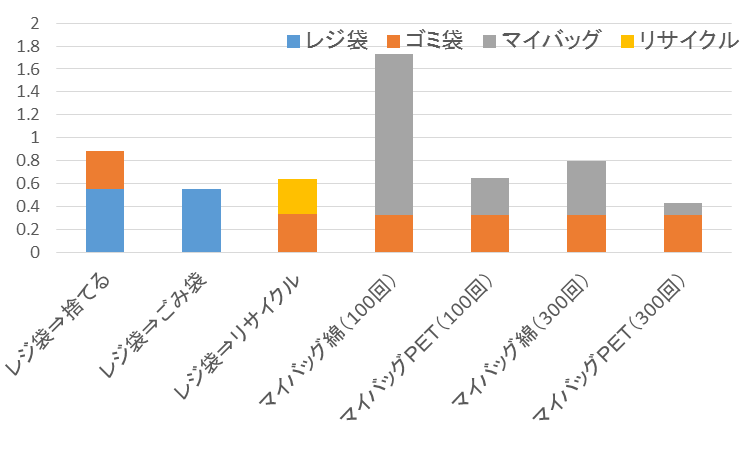 2
1.8
1.6
1.4
1.2
1
0.8
0.6
0.4
0.2
0
レジ袋 ゴミ袋 マイバッグ リサイクル
レジ袋⇒捨てる
レジ袋⇒ごみ袋
レジ袋⇒リサイクル
マイバッグ綿（100回）
マイバッグPET（100回）
マイバッグ綿（300回）
マイバッグPET（300回）